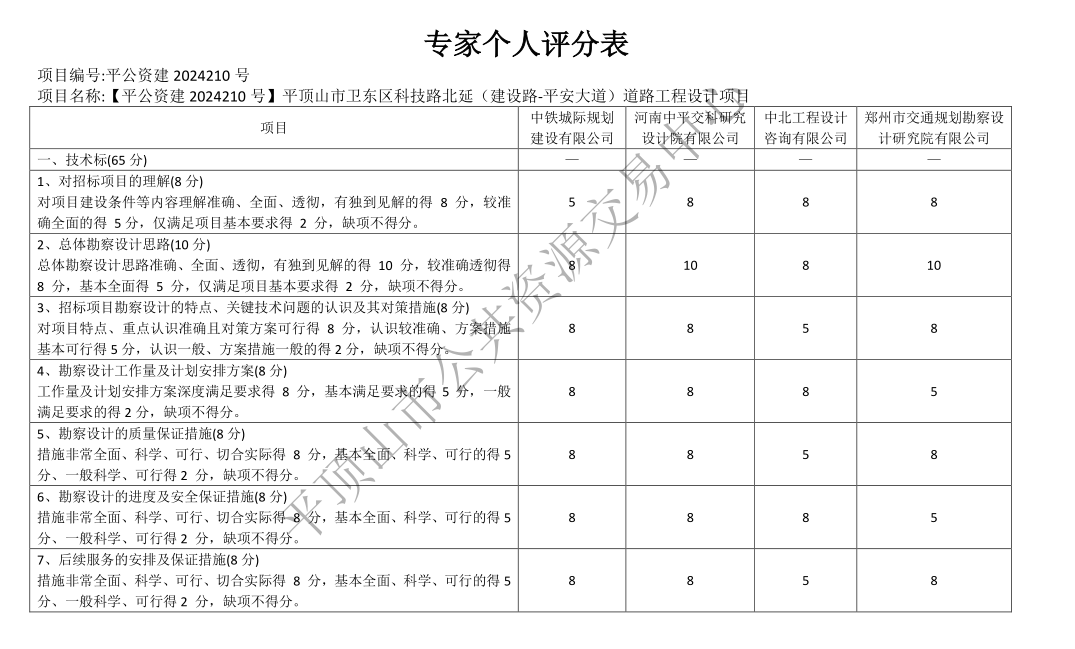 专家个人评分表
项目编号:平公资建 2024210 号
项目名称:【平公资建 2024210 号】平顶山市卫东区科技路北延（建设路-平安大道）道路工程设计项目
项目
中铁城际规划
建设有限公司
河南中平交科研究
设计院有限公司
中北工程设计
咨询有限公司
郑州市交通规划勘察设
计研究院有限公司
一、技术标(65 分)
—
—
—
—
1、对招标项目的理解(8 分)
对项目建设条件等内容理解准确、全面、透彻，有独到见解的得 8 分，较准
确全面的得 5分，仅满足项目基本要求得 2 分，缺项不得分。
5
8
8
8
2、总体勘察设计思路(10 分)
总体勘察设计思路准确、全面、透彻，有独到见解的得 10 分，较准确透彻得
8 分，基本全面得 5 分，仅满足项目基本要求得 2 分，缺项不得分。
8
10
8
10
3、招标项目勘察设计的特点、关键技术问题的认识及其对策措施(8 分)
对项目特点、重点认识准确且对策方案可行得 8 分，认识较准确、方案措施
基本可行得 5 分，认识一般、方案措施一般的得 2 分，缺项不得分。
8
8
5
8
4、勘察设计工作量及计划安排方案(8 分)
工作量及计划安排方案深度满足要求得 8 分，基本满足要求的得 5 分，一般
满足要求的得 2 分，缺项不得分。
8
8
8
5
5、勘察设计的质量保证措施(8 分)
措施非常全面、科学、可行、切合实际得 8 分，基本全面、科学、可行的得 5
分、一般科学、可行得 2 分，缺项不得分。
8
8
5
8
6、勘察设计的进度及安全保证措施(8 分)
措施非常全面、科学、可行、切合实际得 8 分，基本全面、科学、可行的得 5
分、一般科学、可行得 2 分，缺项不得分。
8
8
8
5
7、后续服务的安排及保证措施(8 分)
措施非常全面、科学、可行、切合实际得 8 分，基本全面、科学、可行的得 5
分、一般科学、可行得 2 分，缺项不得分。
8
8
5
8
平顶山市公共资源交易中心